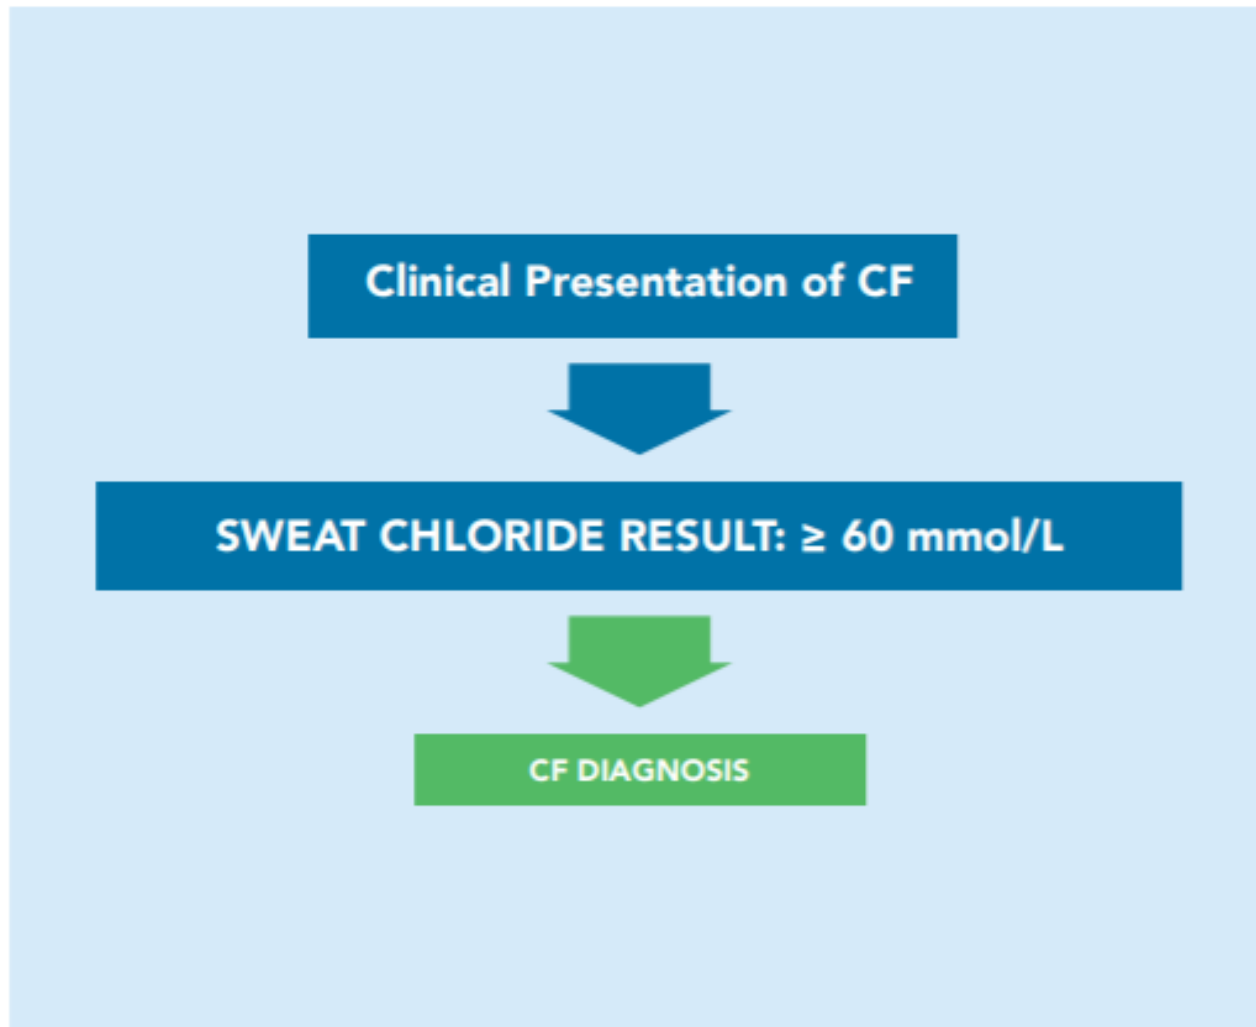 Clinical Presentation of CF
SWEAT CHLORIDE RESULT: ≥ 60 mmol/L
CF DIAGNOSIS